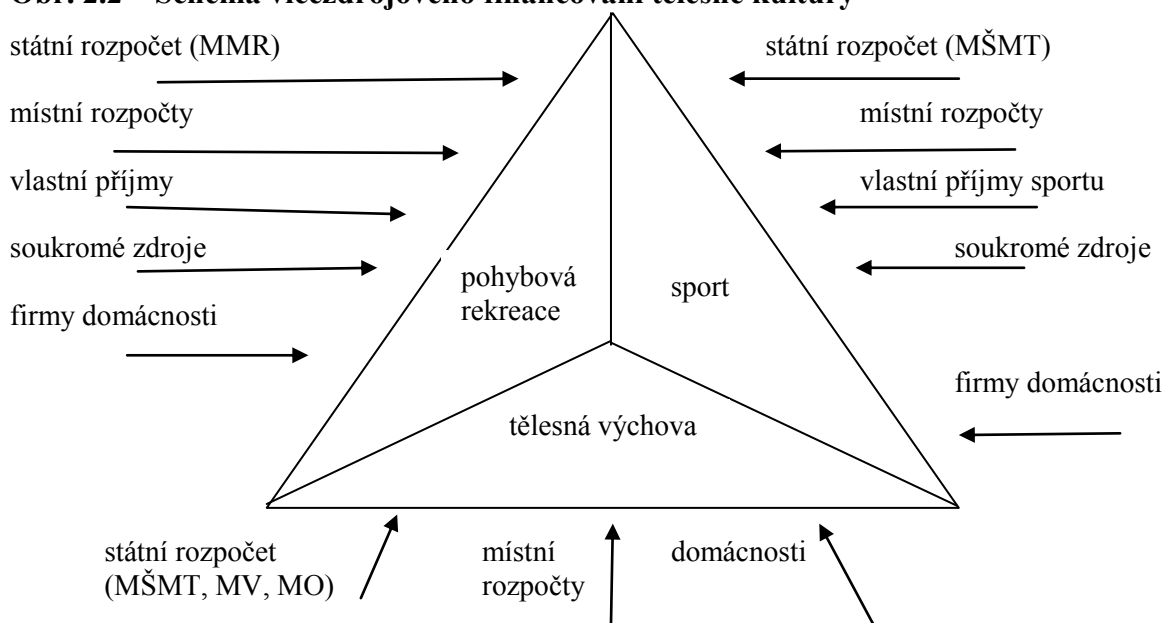 Obr. 2.2 Schéma vícezdrojového financování tělesné kultury
státní rozpočet (MMR)
státní rozpočet (MŠMT)
místní rozpočty
místní rozpočty
vlastní příjmy
vlastní příjmy sportu
soukromé zdroje
soukromé zdroje
pohybová
rekreace
sport
firmy domácnosti
firmy domácnosti
tělesná výchova
státní rozpočet
(MŠMT, MV, MO)
místní
rozpočty
domácnosti